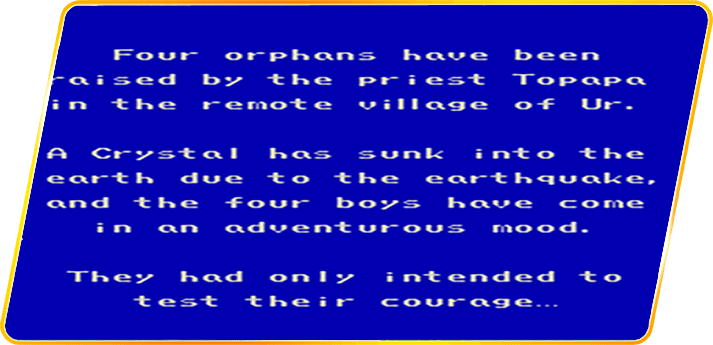 Four orphans have been
raised by the priest Topapa
in the remote village of Ur.
A Crystal has sunk into the
earth due to the earthquake,
and the four boys have come
in an adventurous mood.
They had only intended to
test their courage…